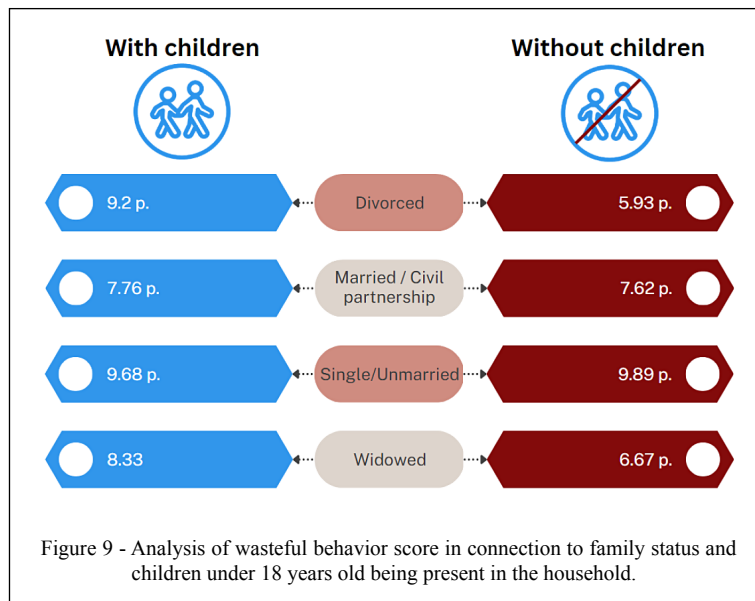 With children
Without children
9.2 p.
Divorced
5.93 p.
7.76 p.
Married / Civil
partnership
7.62 p.
9.68 p.
Single/Unmarried
9.89 p.
8.33
Widowed
6.67 p.
Figure 9 - Analysis of wasteful behavior score in connection to family status and
children under 18 years old being present in the household.